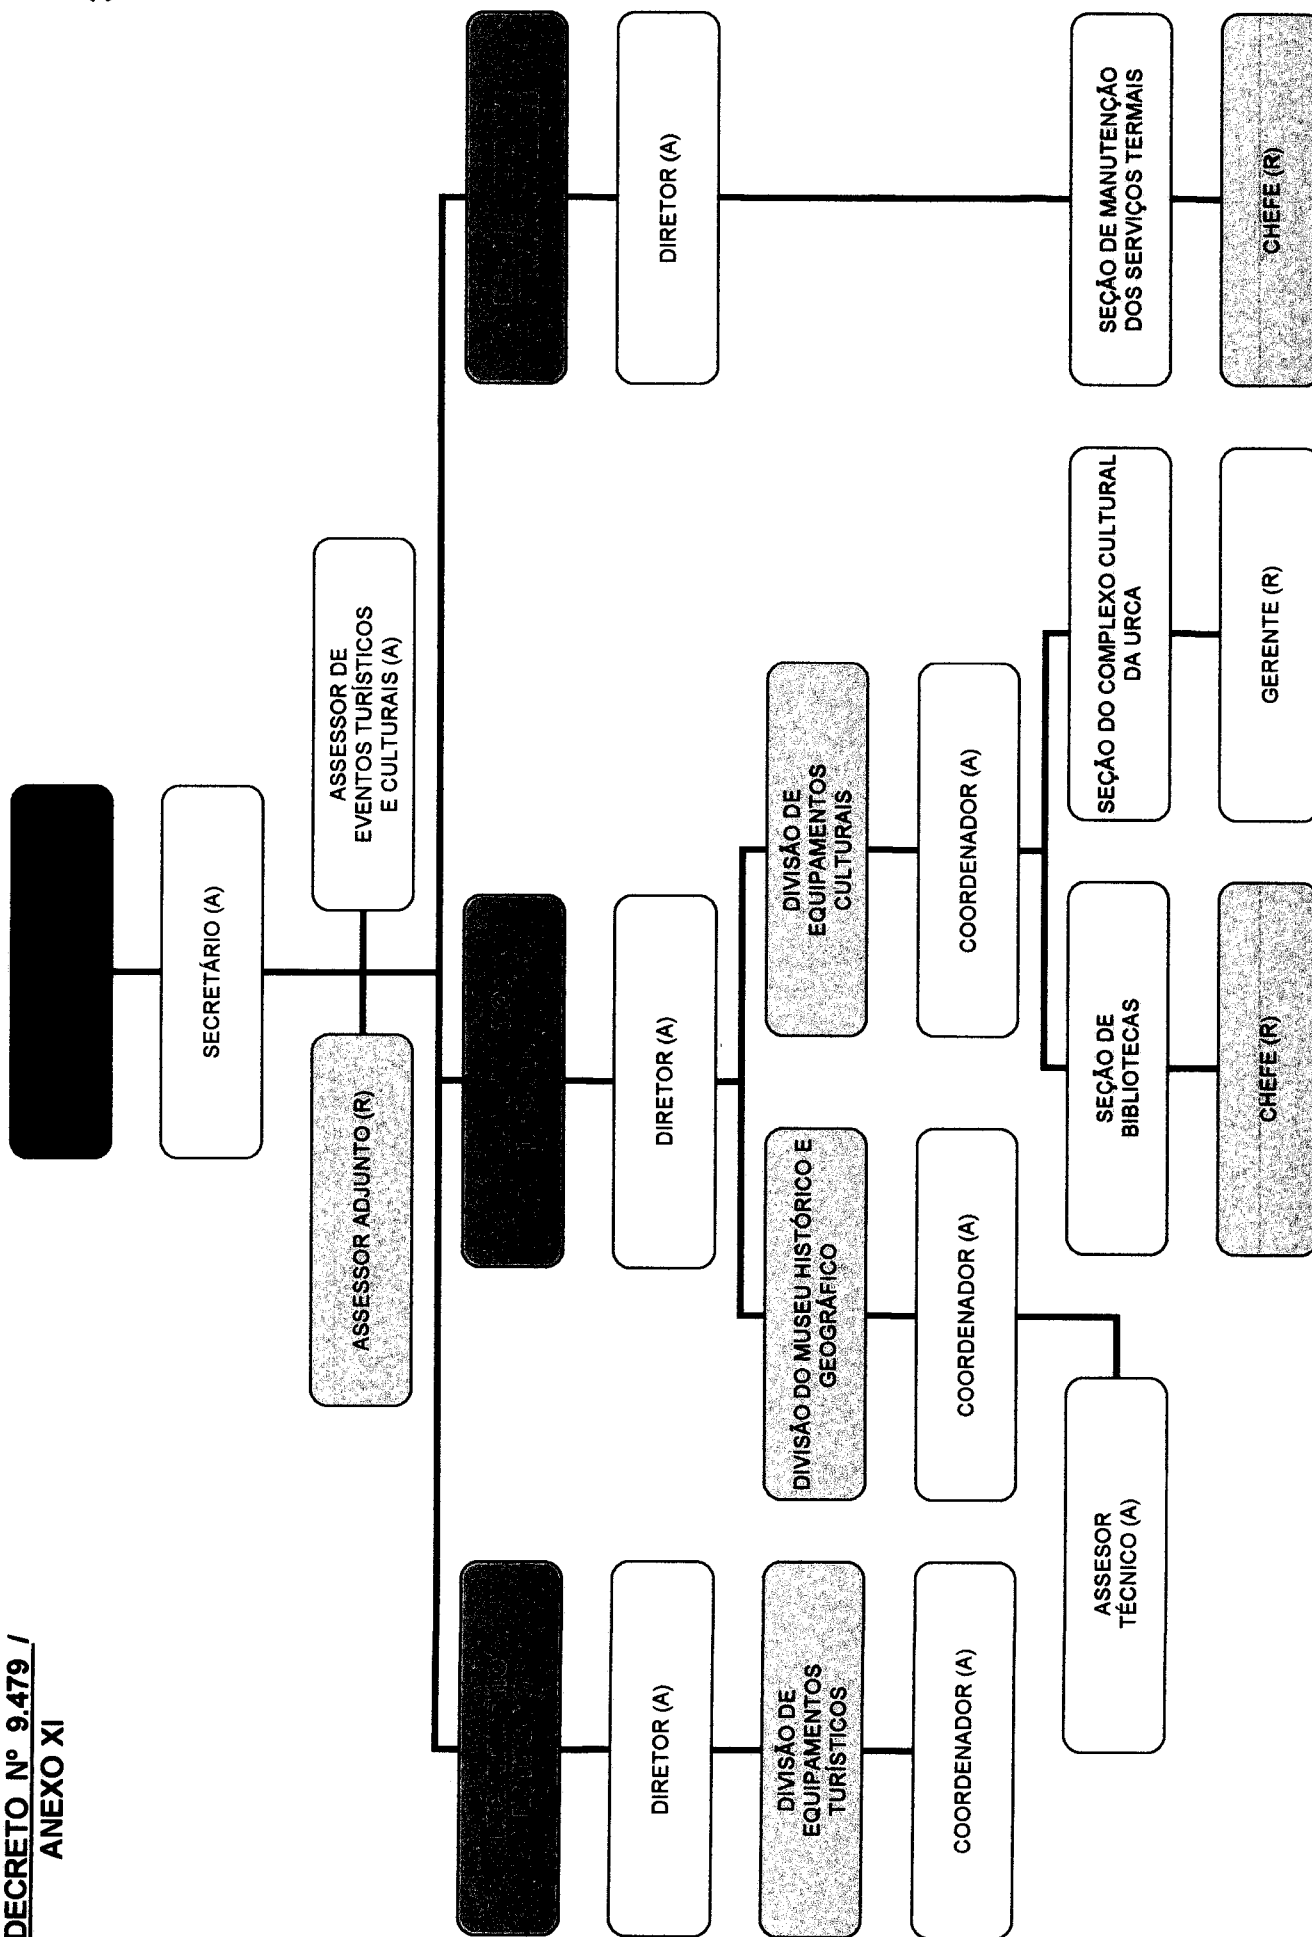 DECRETO Nº 9.479 /
ANEXO XI
SECRETÁRIO (A)
ASSESSOR ADJUNTO (R)
ASSESSOR DE
EVENTOS TURÍSTICOS
E CULTURAIS (A)
DIRETOR (A)
DIVISÃO DE
EQUIPAMENTOS
TURÍSTICOS
COORDENADOR (A)
DIRETOR (A)
DIVISÃO DO MUSEU HISTÓRICO E
GEOGRÁFICO
COORDENADOR (A)
ASSESOR
TÉCNICO (A)
DIVISÃO DE
EQUIPAMENTOS
CULTURAIS
COORDENADOR (A)
SEÇÃO DE
BIBLIOTECAS
CHEFE (R)
SEÇÃO DO COMPLEXO CULTURAL
DA URCA
GERENTE (R)
DIRETOR (A)
SEÇÃO DE MANUTENÇÃO
DOS SERVIÇOS TERMAIS
CHEFE (R)